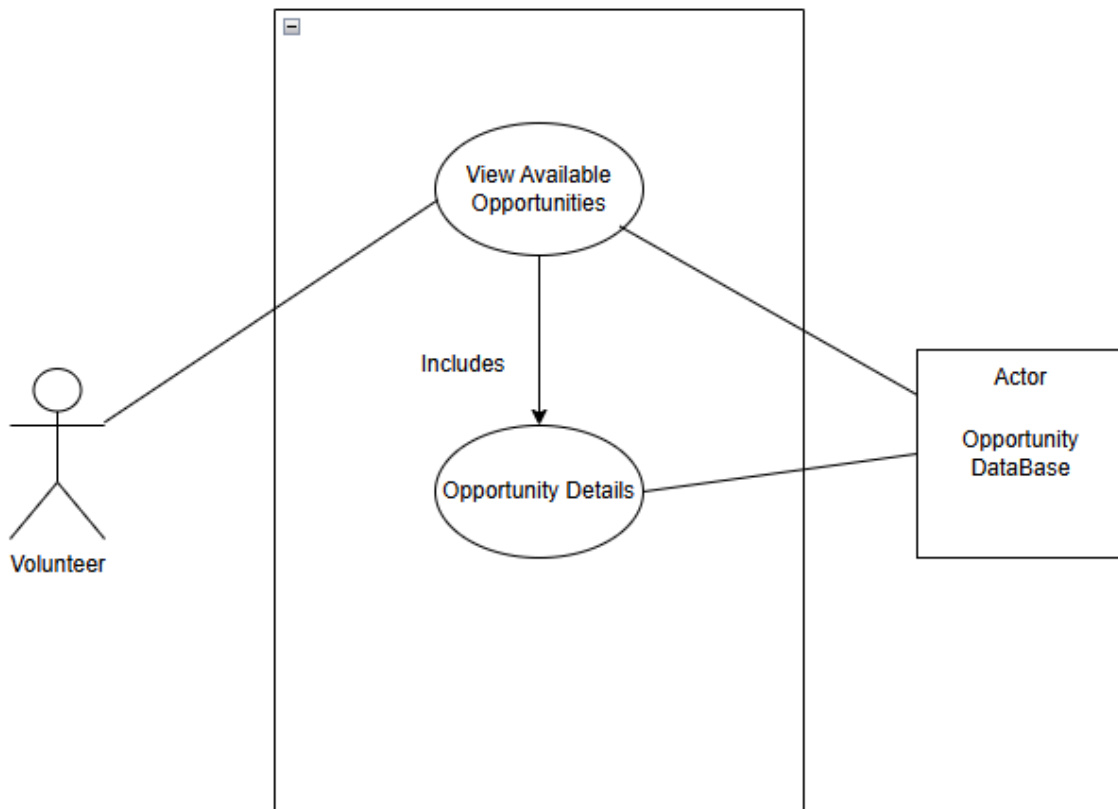 View Available
Opportunities
Includes
Opportunity Details
Volunteer
Actor
Opportunity
DataBase